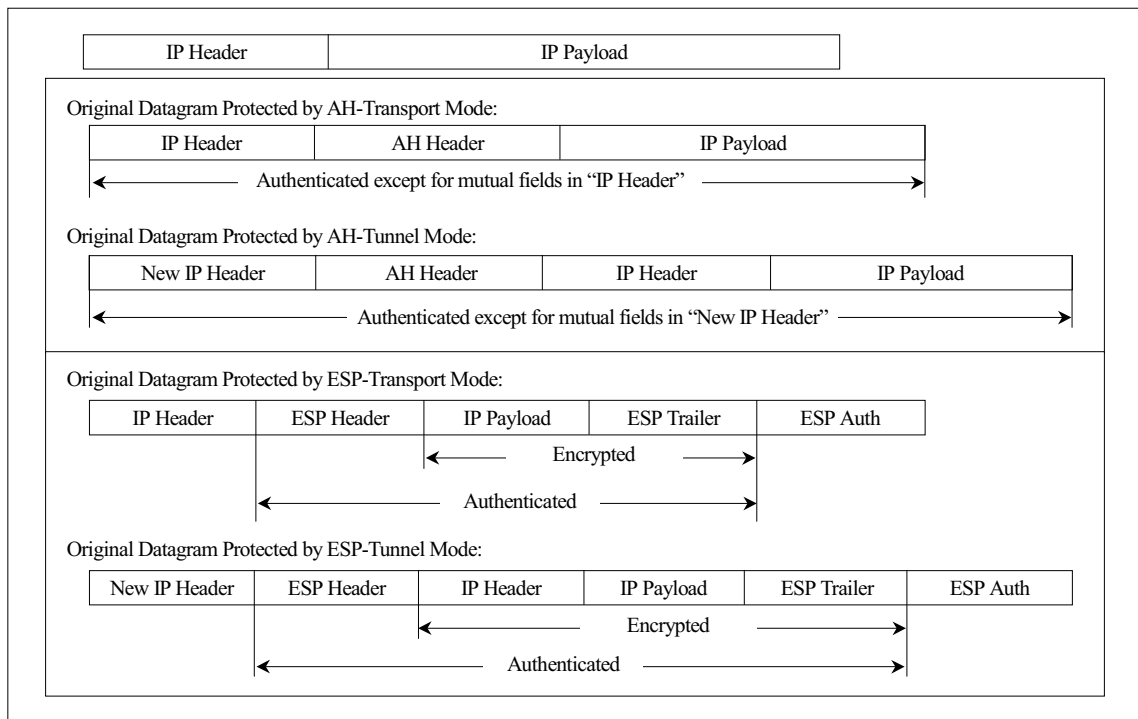 IP Header IP Payload
Original Datagram Protected by AH-Transport Mode:
IP Header AH Header IP Payload
Authenticated except for mutual fields in “IP Header”
Original Datagram Protected by AH-Tunnel Mode:
New IP Header AH Header IP Header IP Payload
Authenticated except for mutual fields in “New IP Header”
Original Datagram Protected by ESP-Transport Mode:
IP Header ESP Header IP Payload ESP Trailer ESP Auth
Encrypted
Authenticated
Original Datagram Protected by ESP-Tunnel Mode:
New IP Header ESP Header IP Header IP Payload ESP Trailer ESP Auth
Encrypted
Authenticated